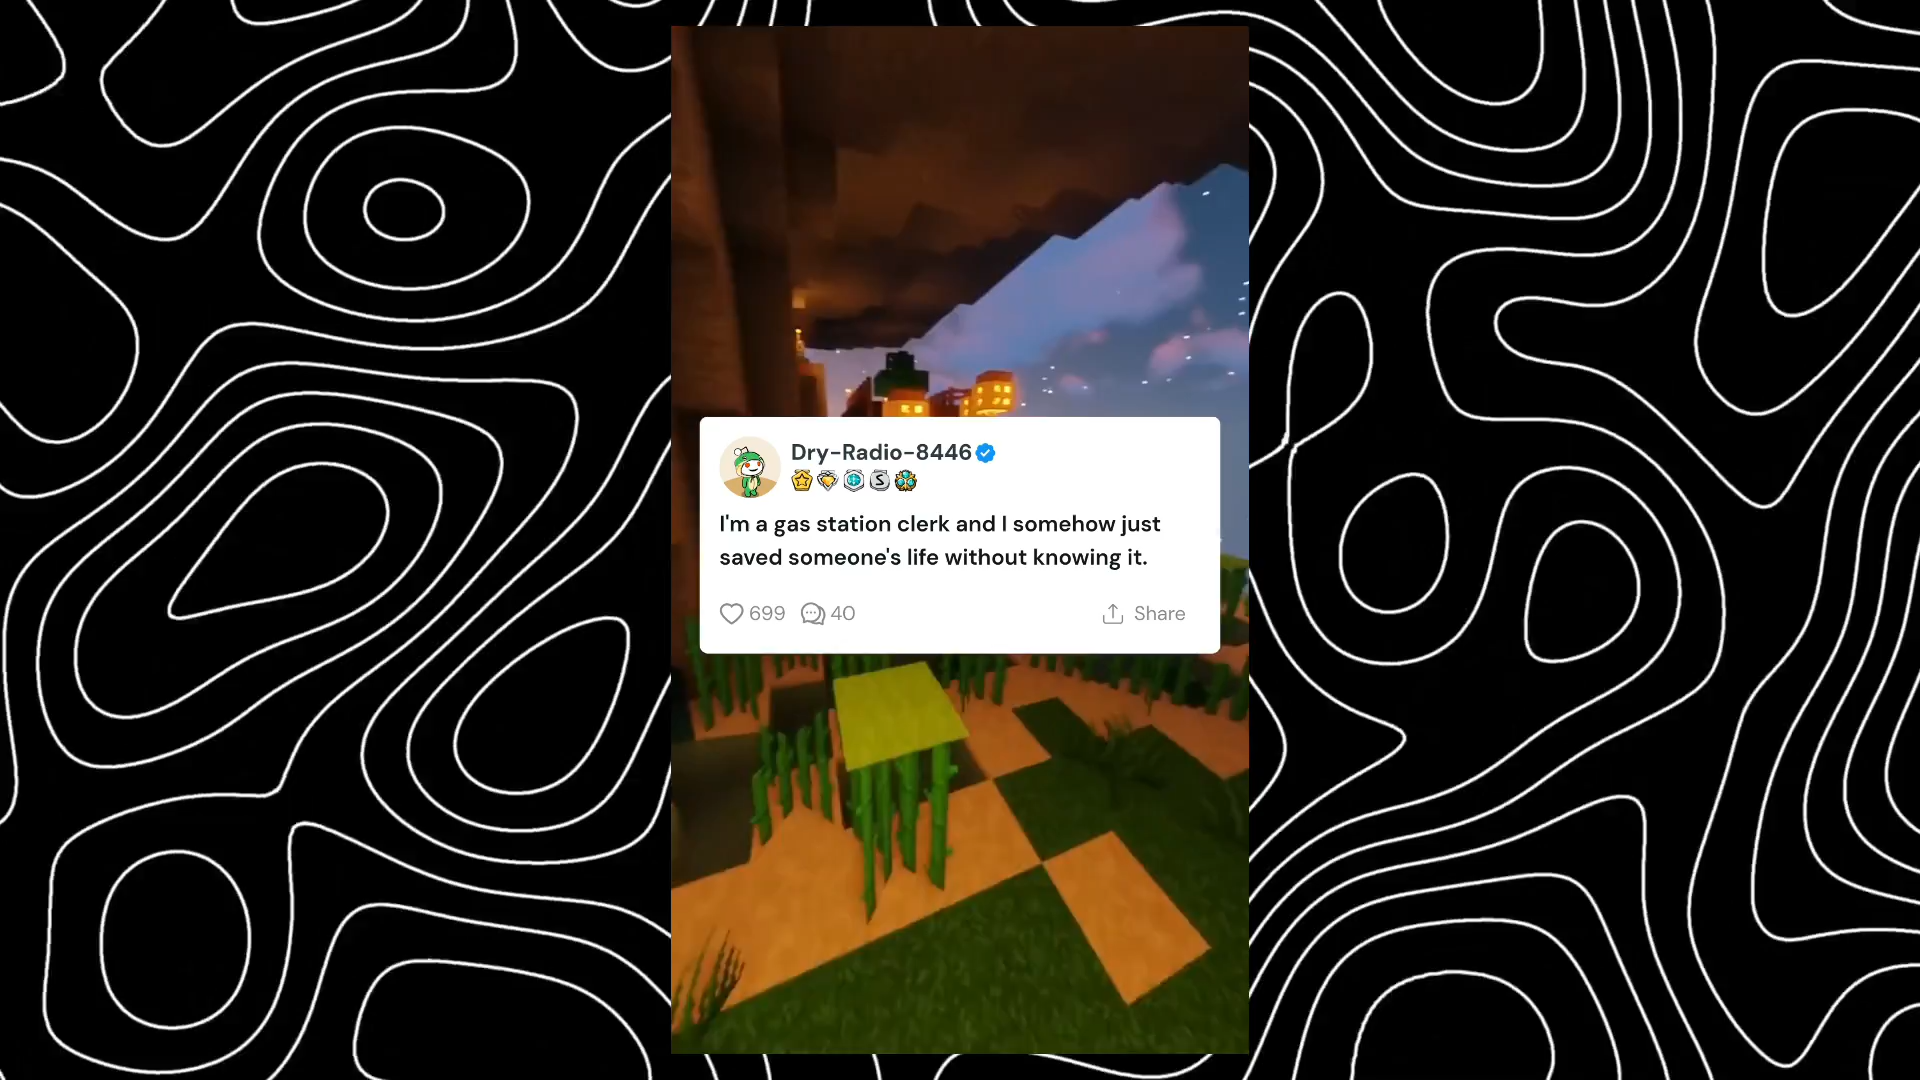 Dry-Radio-8446
I'm a gas station clerk and I somehow just
saved someone's life without knowing it.
699 40 Share